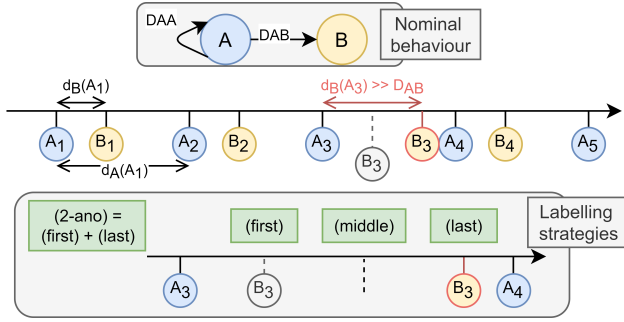 DAA
A
DAB
B
Nominal
behaviour
dB(A1)
dB(A3) >> DAB
A1
B1
A2
B2
A3
B3
B3
A4
B4
A5
dA(A1)
(2-ano) =
(first) + (last)
(first)
(middle)
(last)
Labelling
strategies
A3
B3
B3
A4